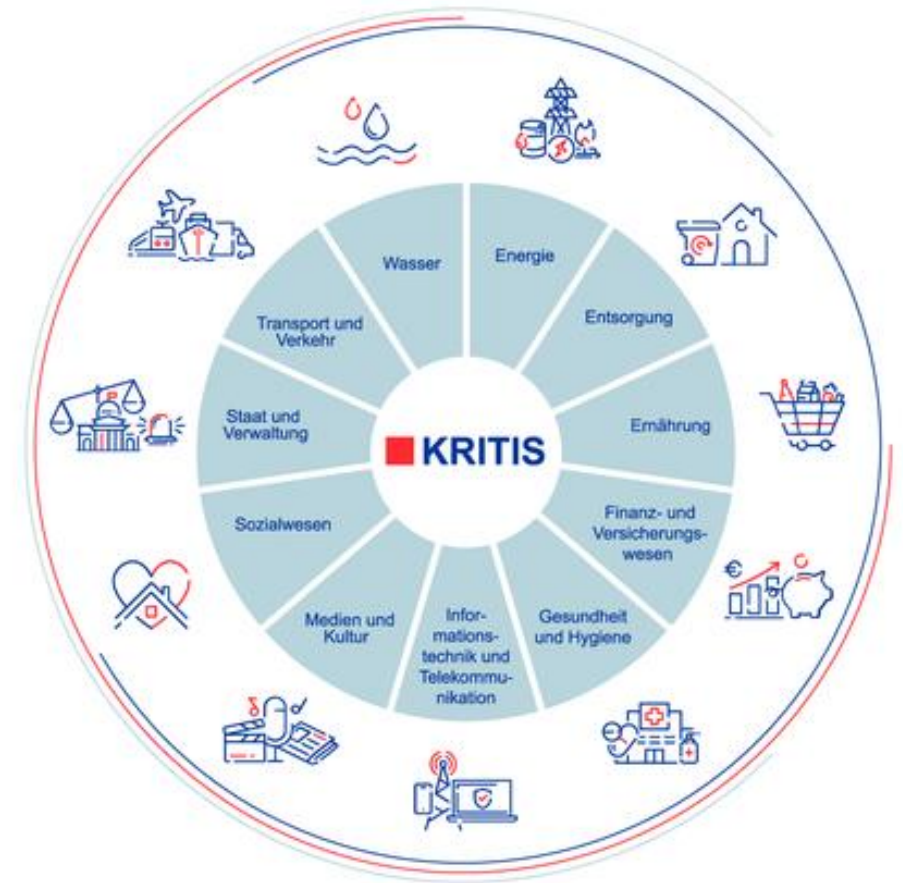 Wasser
Energie
Entsorgung
Ernährung
Finanz- und
Versicherungs-
wesen
Gesundheit
und Hygiene
Infor-
mations-
technik und
Telekommu-
nikation
Medien und
Kultur
Sozialwesen
Staat und
Verwaltung
Transport und
Verkehr
KRITIS
€